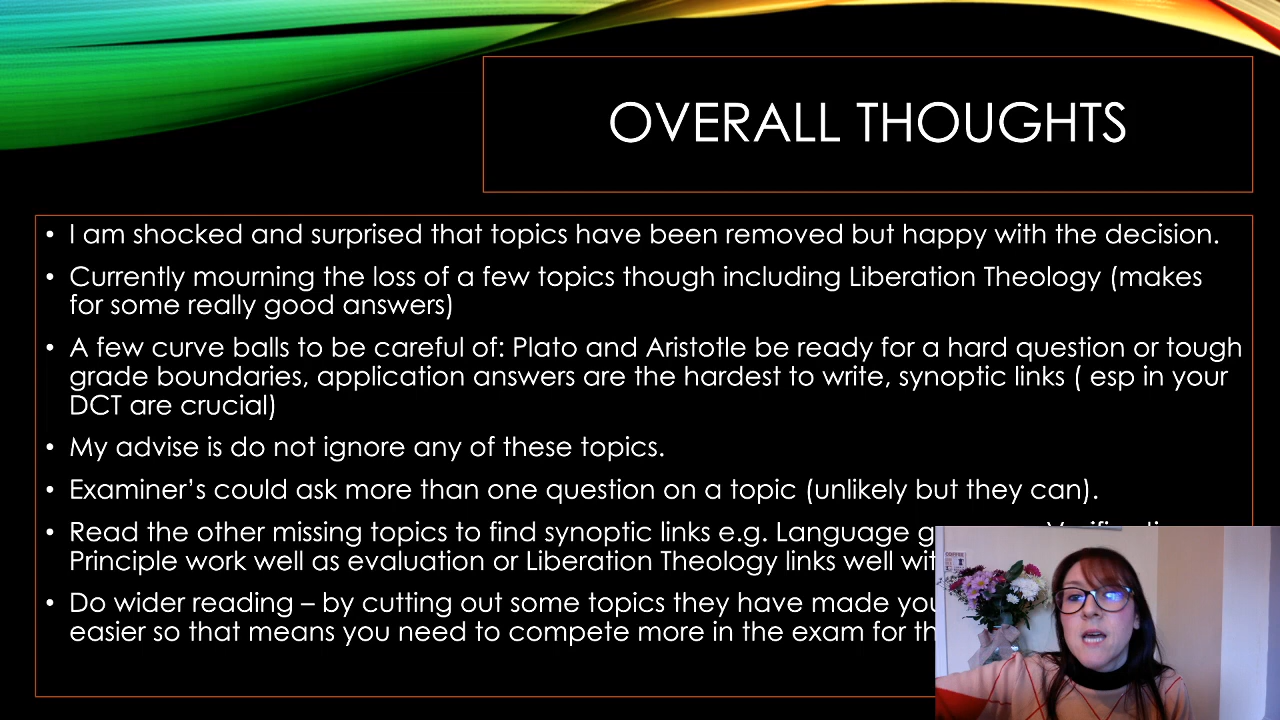 OVERALL THOUGHTS
• I am shocked and surprised that topics have been removed but happy with the decision.
• Currently mourning the loss of a few topics though including Liberation Theology (makes
for some really good answers)
• A few curve balls to be careful of: Plato and Aristotle be ready for a hard question or tough
grade boundaries, application answers are the hardest to write, synoptic links ( esp in your
DCT are crucial)
• My advise is do not ignore any of these topics.
• Examiner's could ask more than one question on a topic (unlikely but they can).
• Read the other missing topics to find synoptic links e.g. Language
Principle work well as evaluation or Liberation Theology links well
• Do wider reading – by cutting out some topics they have made
easier so that means you need to compete more in the exam for